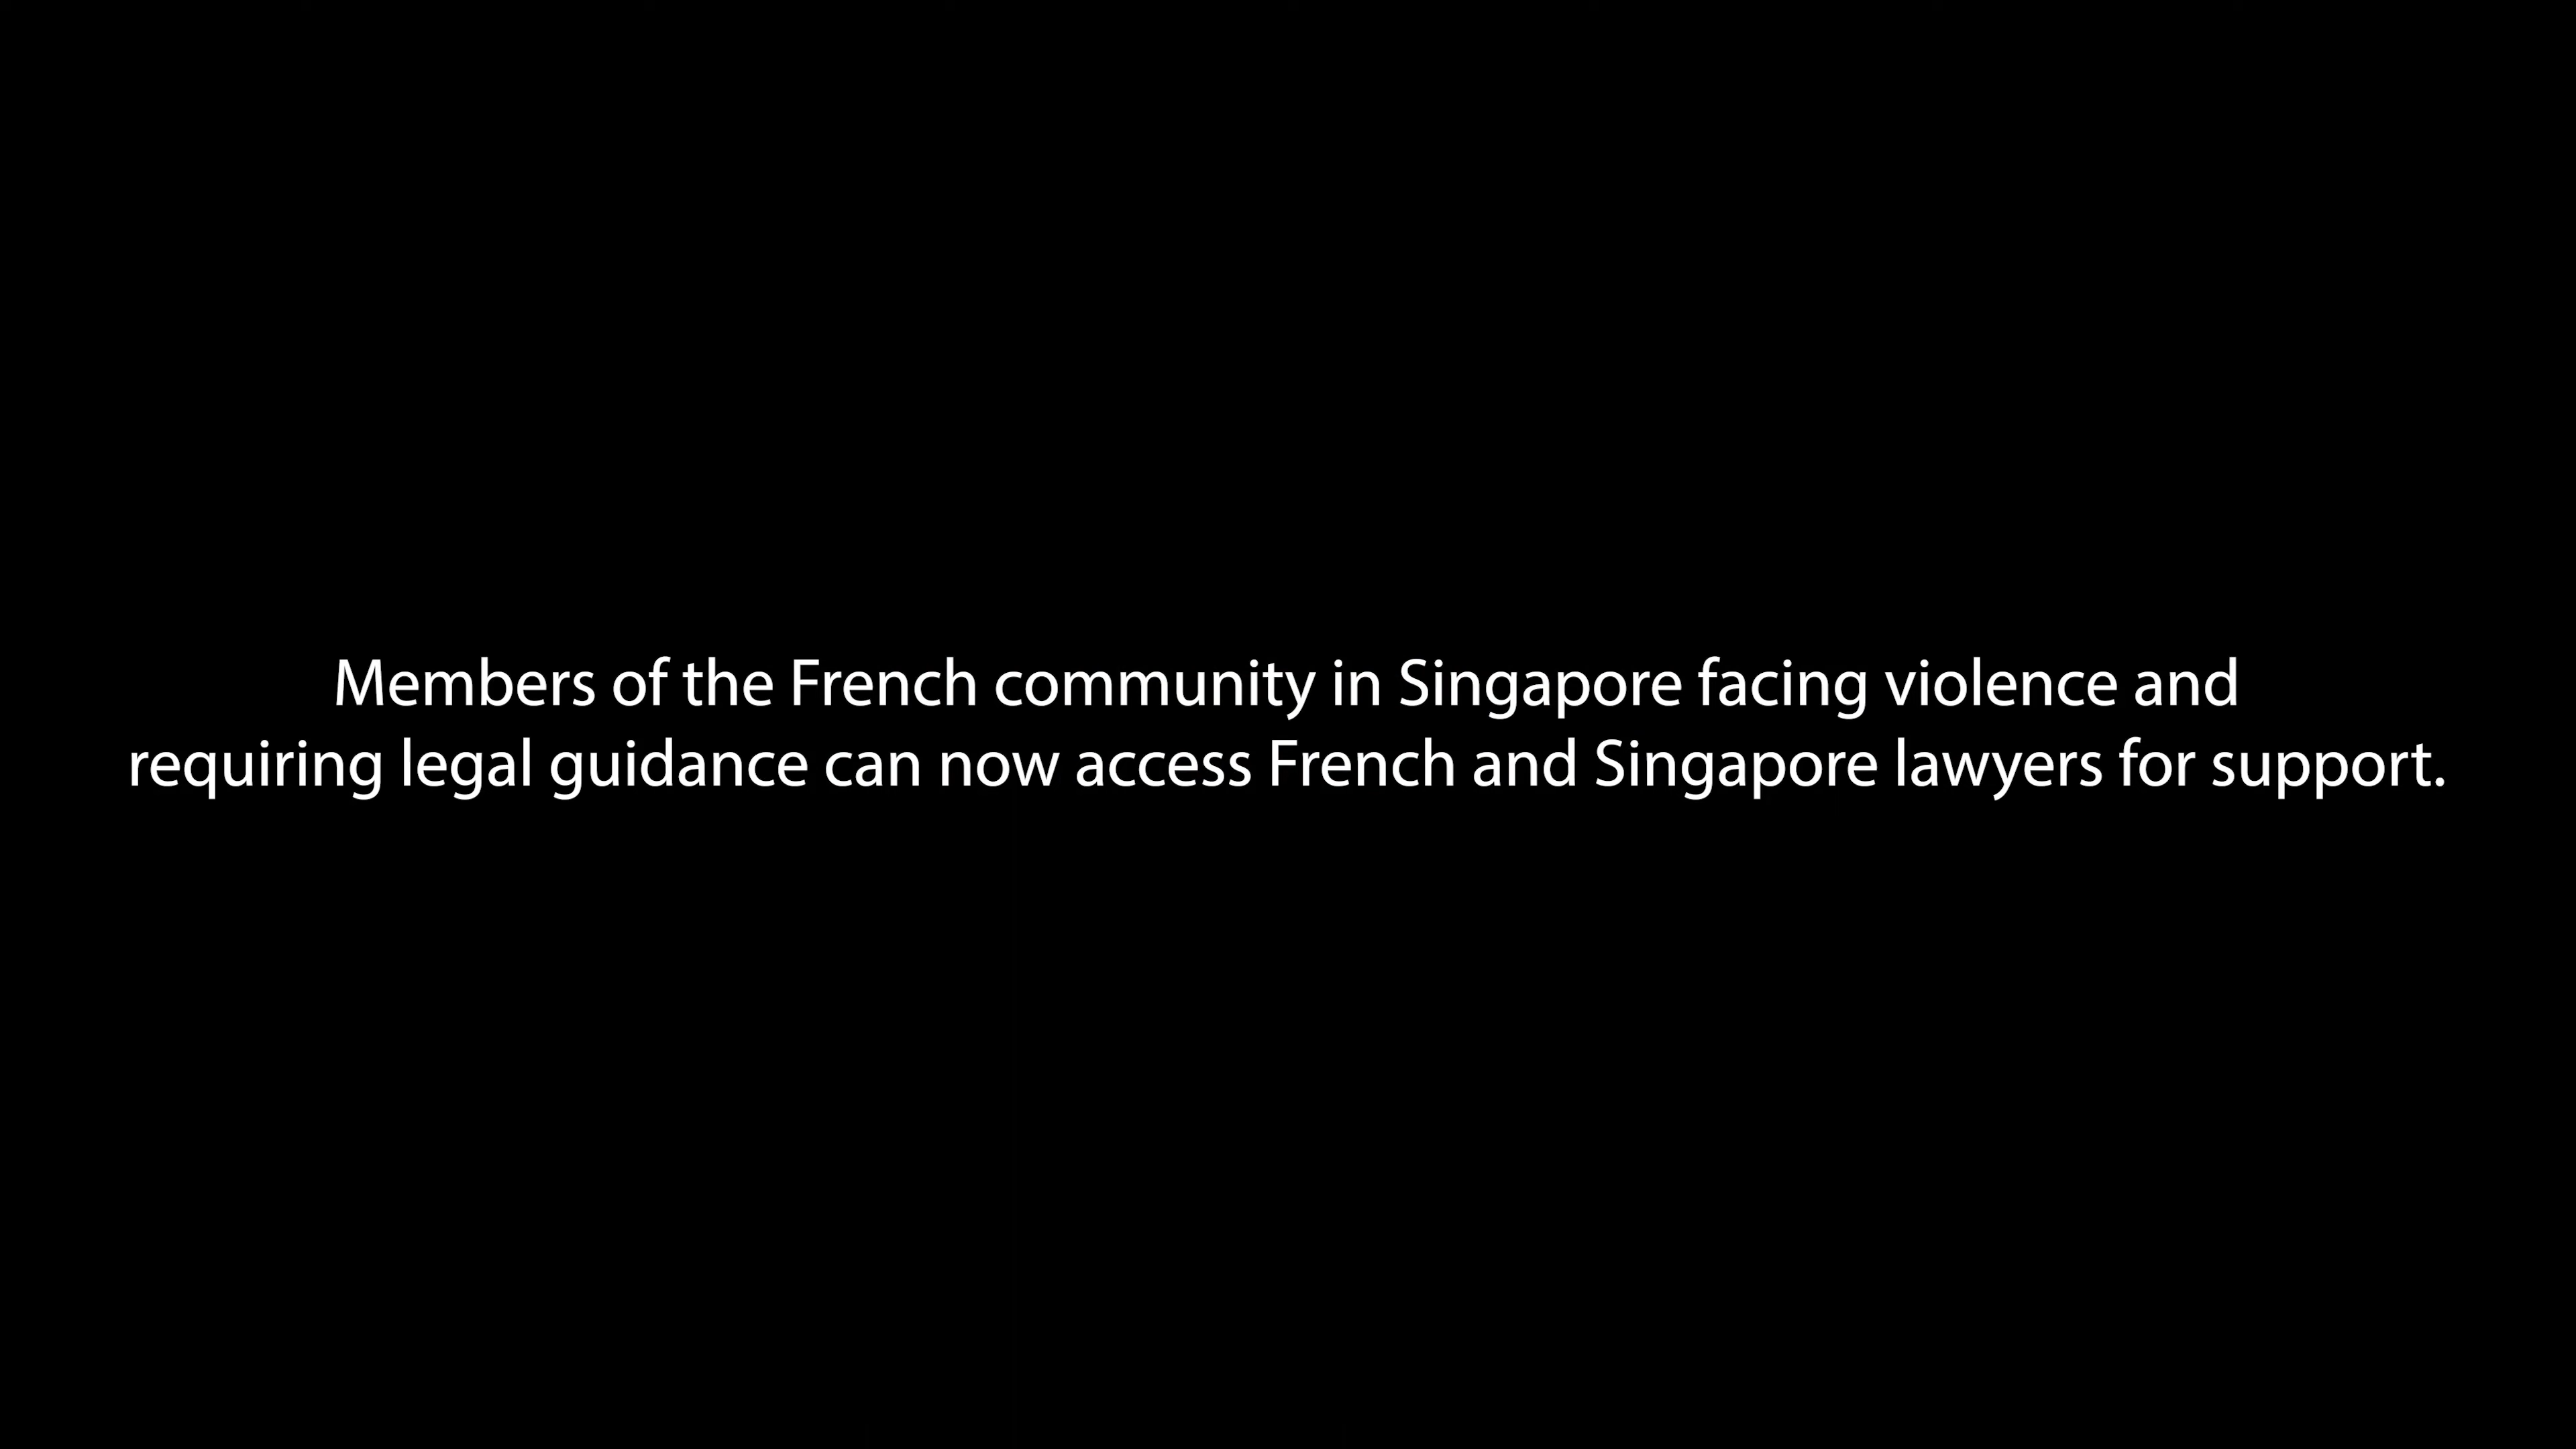 Members of the French community in Singapore facing violence and
requiring legal guidance can now access French and Singapore lawyers for support.